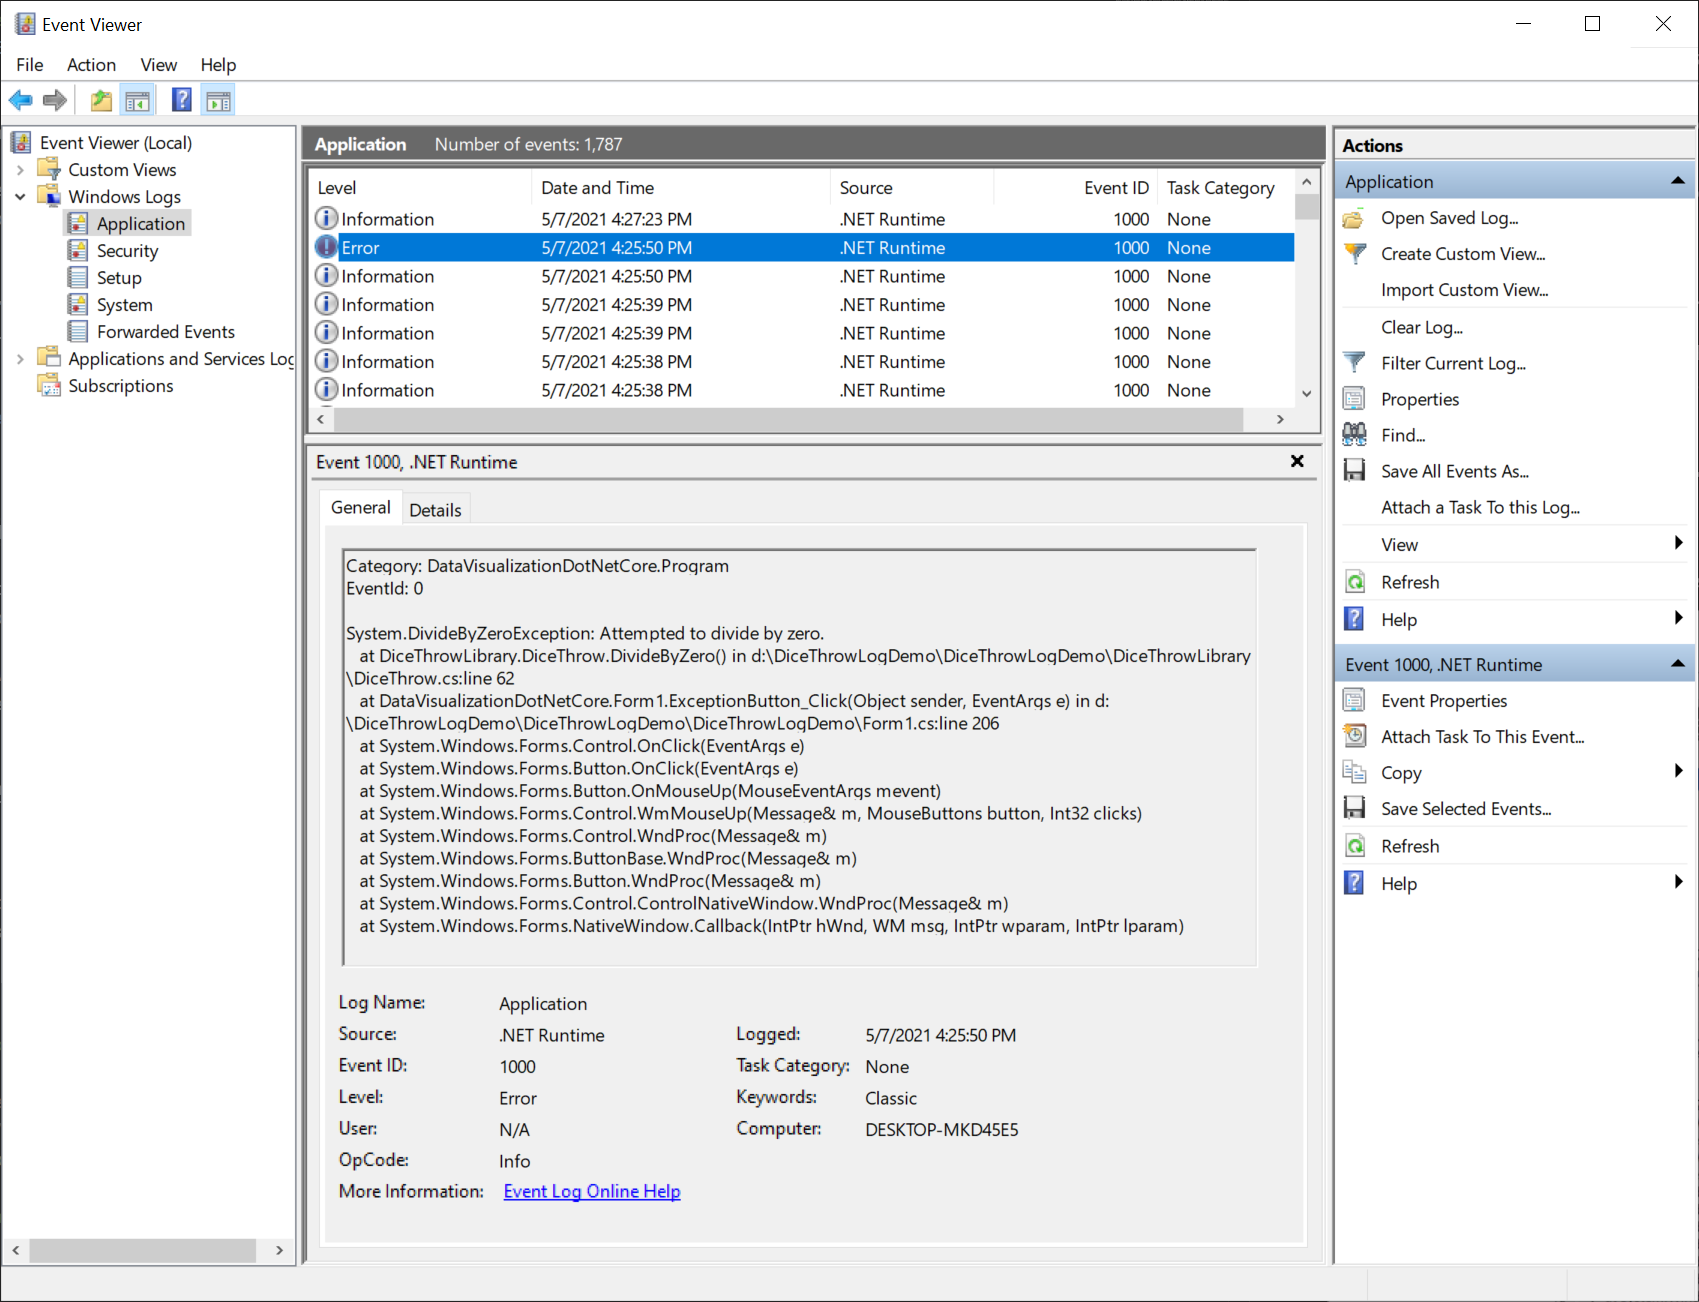 Event Viewer
File Action View Help
Event Viewer (Local)
Custom Views
Windows Logs
Application
Security
Setup
System
Forwarded Events
Applications and Services Log
Subscriptions
Application Number of events: 1,787
Level Date and Time Source Event ID Task Category
Information 5/7/2021 4:27:23 PM .NET Runtime 1000 None
Error 5/7/2021 4:25:50 PM .NET Runtime 1000 None
Information 5/7/2021 4:25:50 PM .NET Runtime 1000 None
Information 5/7/2021 4:25:39 PM .NET Runtime 1000 None
Information 5/7/2021 4:25:39 PM .NET Runtime 1000 None
Information 5/7/2021 4:25:38 PM .NET Runtime 1000 None
Information 5/7/2021 4:25:38 PM .NET Runtime 1000 None
Event 1000, .NET Runtime
General Details
Category: DataVisualizationDotNetCore.Program
EventId: 0
System.DivideByZeroException: Attempted to divide by zero.
at DiceThrowLibrary.DiceThrow.DivideByZero() in d:\DiceThrowLogDemo\DiceThrowLogDemo\DiceThrowLibrary
\DiceThrow.cs:line 62
at DataVisualizationDotNetCore.Form1.ExceptionButton_Click(Object sender, EventArgs e) in d:
\DiceThrowLogDemo\DiceThrowLogDemo\DiceThrowLogDemo\Form1.cs:line 206
at System.Windows.Forms.Control.OnClick(EventArgs e)
at System.Windows.Forms.Button.OnClick(EventArgs e)
at System.Windows.Forms.Button.OnMouseUp(MouseEventArgs mevent)
at System.Windows.Forms.Control.WmMouseUp(Message& m, MouseButtons button, Int32 clicks)
at System.Windows.Forms.Control.WndProc(Message& m)
at System.Windows.Forms.ButtonBase.WndProc(Message& m)
at System.Windows.Forms.Button.WndProc(Message& m)
at System.Windows.Forms.Control.ControlNativeWindow.WndProc(Message& m)
at System.Windows.Forms.NativeWindow.Callback(IntPtr hWnd, WM msg, IntPtr wparam, IntPtr lparam)
Log Name: Application
Source: .NET Runtime Logged: 5/7/2021 4:25:50 PM
Event ID: 1000 Task Category: None
Level: Error Keywords: Classic
User: N/A Computer: DESKTOP-MKD45E5
OpCode: Info
More Information: Event Log Online Help
Actions
Application
Open Saved Log...
Create Custom View...
Import Custom View...
Clear Log...
Filter Current Log...
Properties
Find...
Save All Events As...
Attach a Task To this Log...
View
Refresh
Help
Event 1000, .NET Runtime
Event Properties
Attach Task To This Event...
Copy
Save Selected Events...
Refresh
Help